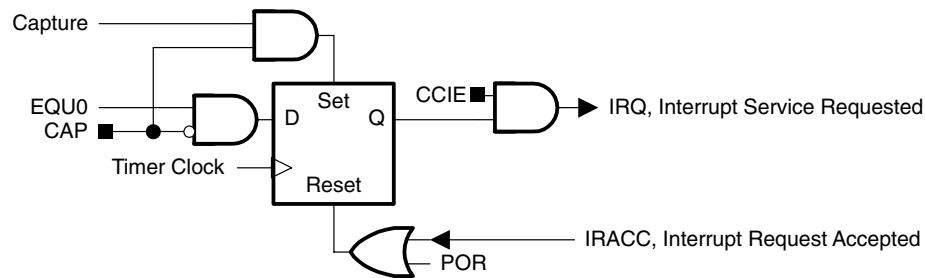 Capture
Set
CCIE
IRQ, Interrupt Service Requested
EQU0
D
Q
CAP
Timer Clock
Reset
IRACC, Interrupt Request Accepted
POR